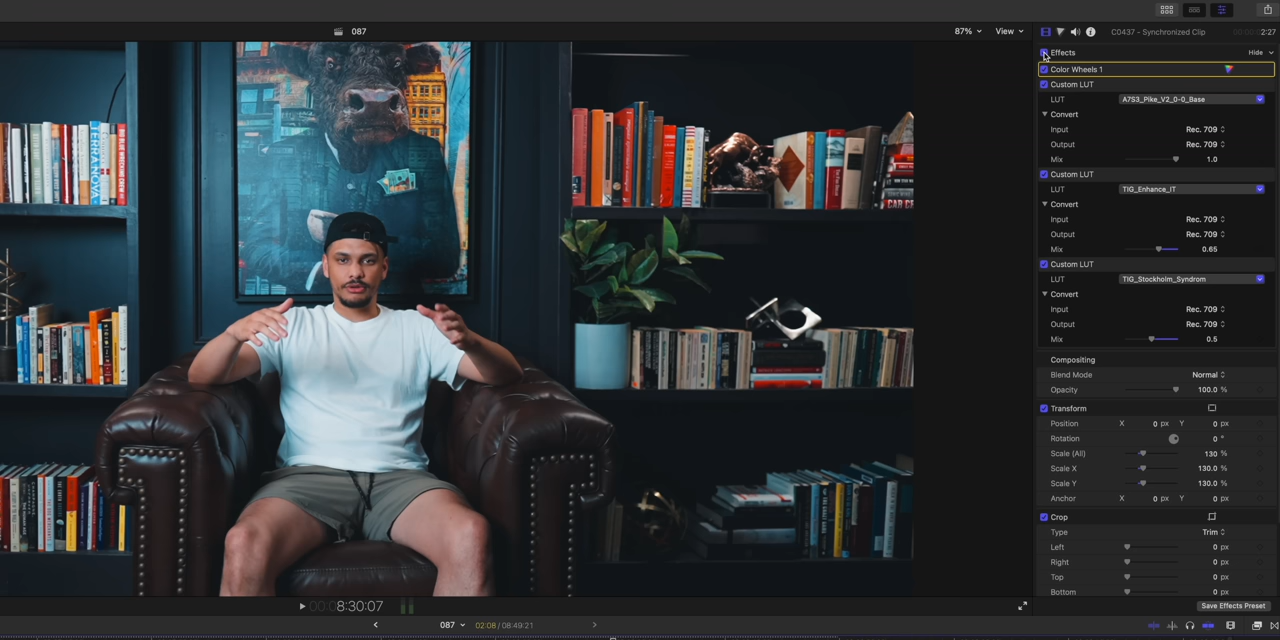 087
87%
View
C0437 - Synchronized Clip
2:27
Effects
Hide
Color Wheels 1
Custom LUT
LUT
A7S3_Pike_V2_0-0_Base
Convert
Input
Rec. 709
Output
Rec. 709
Mix
1.0
Custom LUT
LUT
TIG_Enhance_IT
Convert
Input
Rec. 709
Output
Rec. 709
Mix
0.65
Custom LUT
LUT
TIG_Stockholm_Syndrom
Convert
Input
Rec. 709
Output
Rec. 709
Mix
0.5
Compositing
Blend Mode
Normal
Opacity
100.0 %
Transform
Position
X 0 px Y 0 px
Rotation
0 °
Scale (All)
130 %
Scale X
130.0 %
Scale Y
130.0 %
Anchor
X 0 px Y 0 px
Crop
Type
Trim
Left
0 px
Right
0 px
Top
0 px
Bottom
0 px
TERRA NOVA
00:08:30:07
Save Effects Preset
087
02:08 / 08:49:21